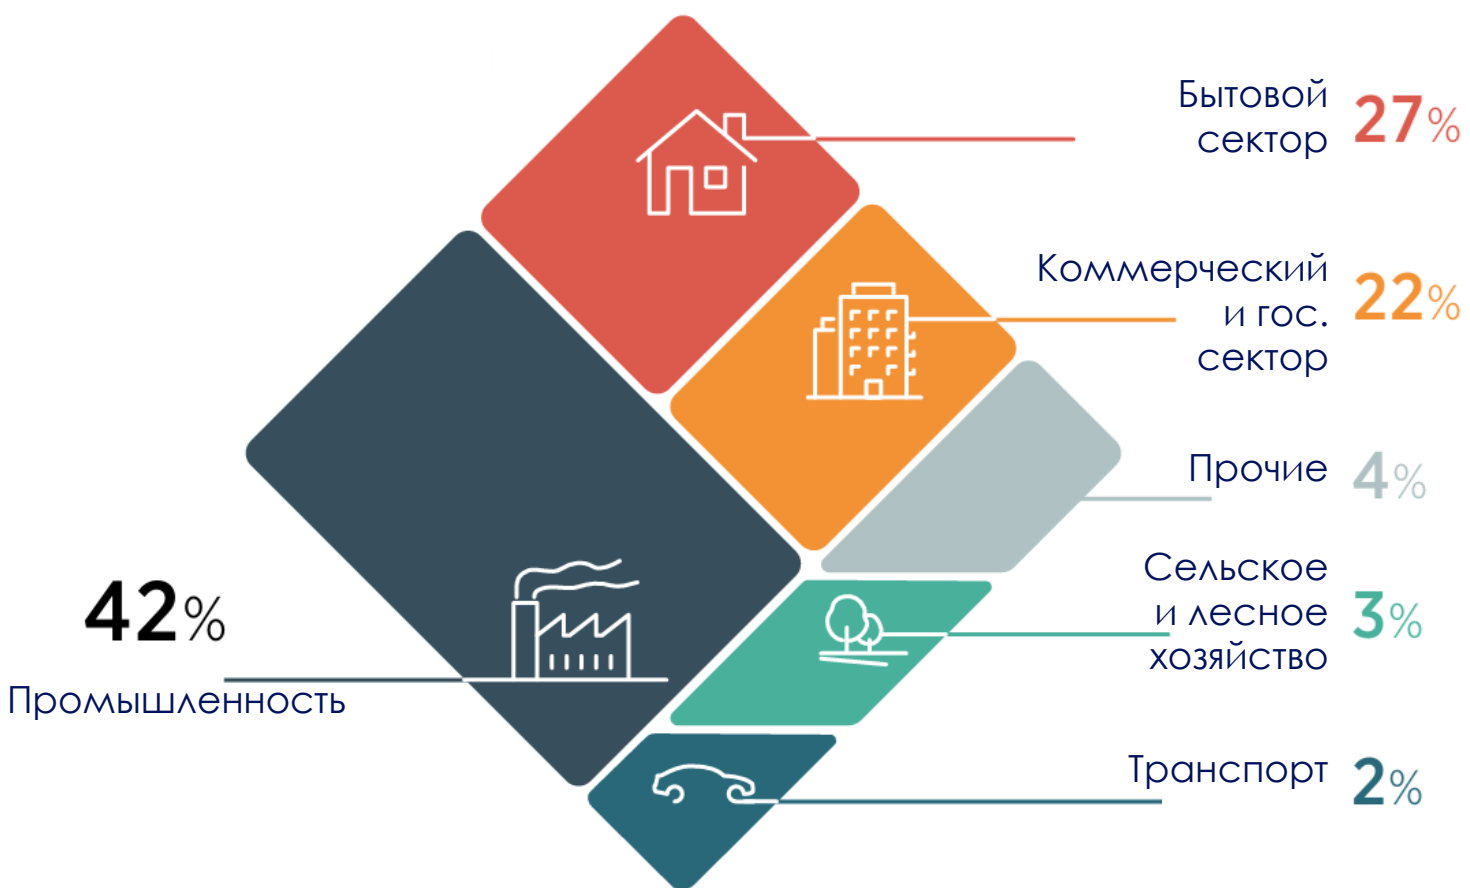 Бытовой
сектор
27%
Коммерческий
и гос.
сектор
22%
Прочие
4%
Сельское
и лесное
хозяйство
3%
42%
Промышленность
Транспорт
2%